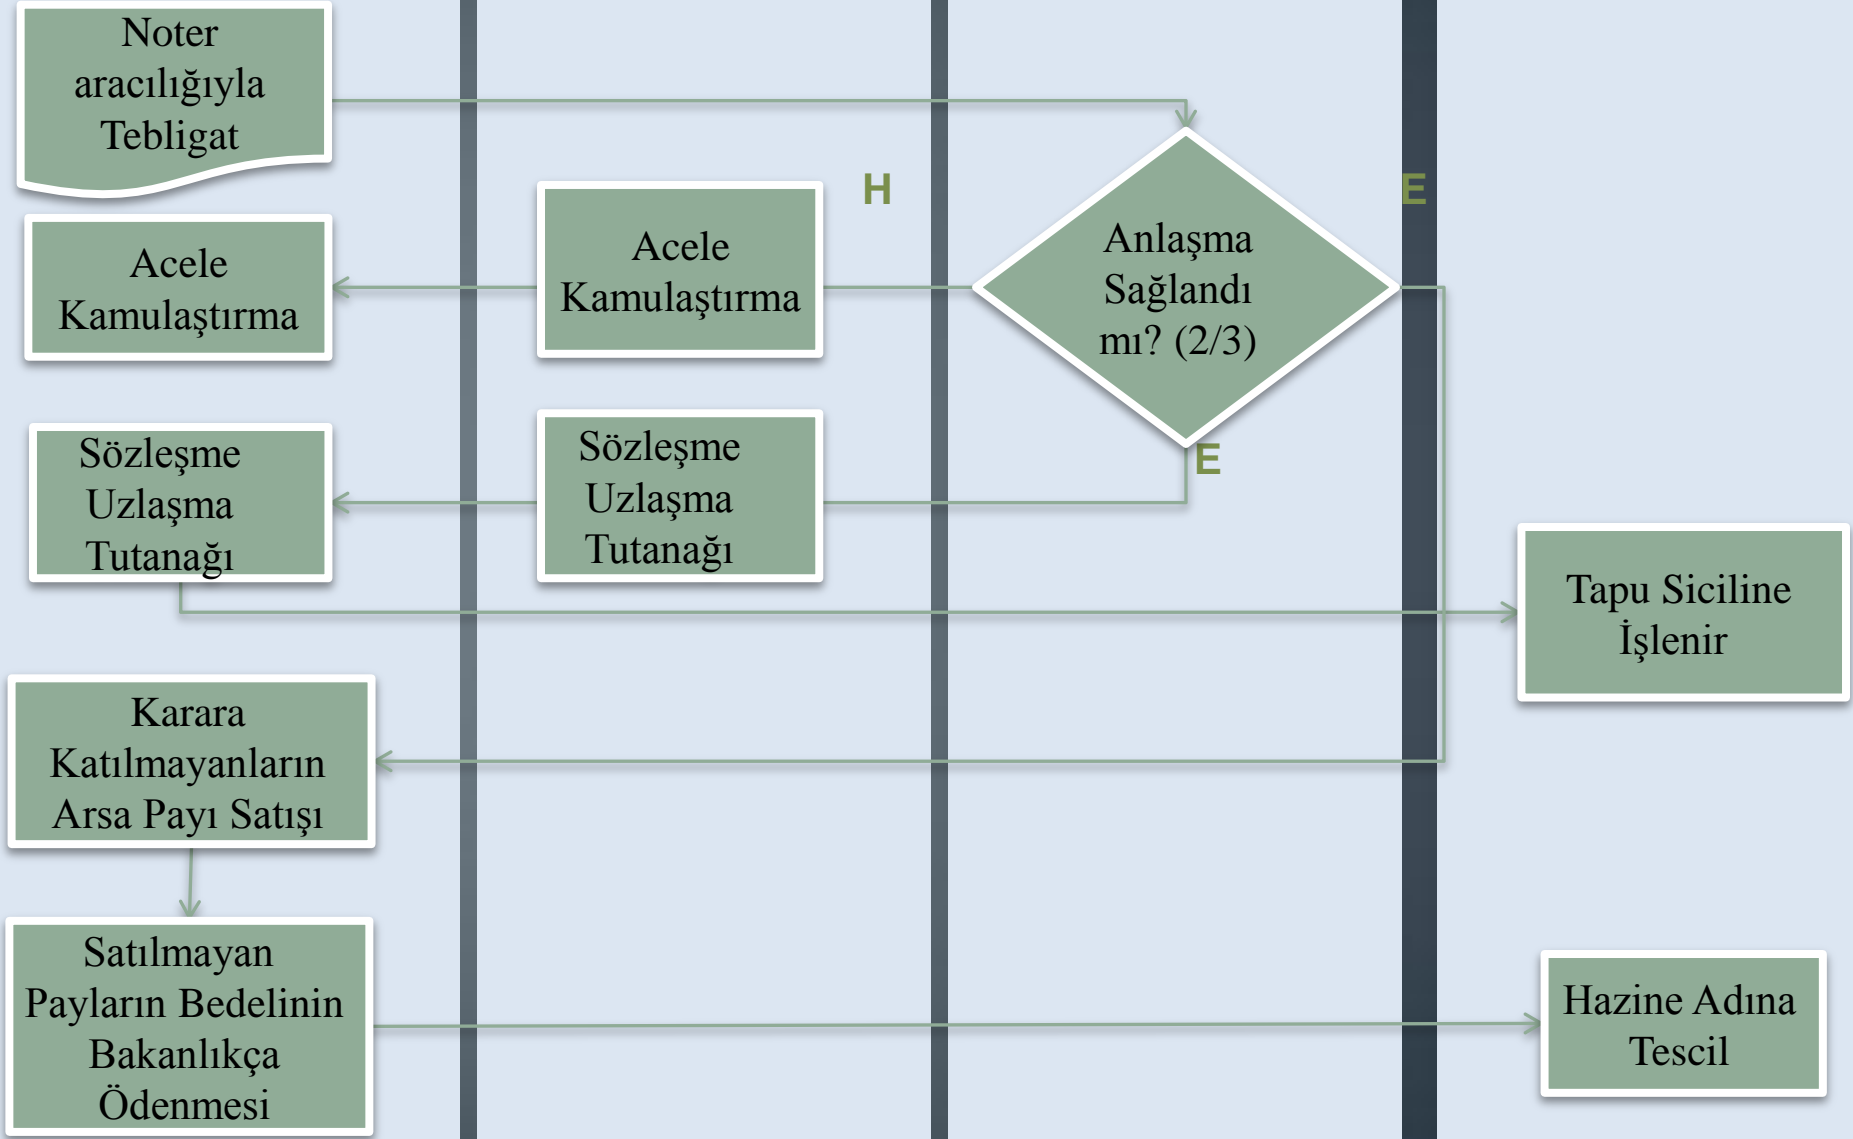 Noter
aracılığıyla
Tebligat
H
E
Acele
Kamulaştırma
Acele
Kamulaştırma
Anlaşma
Sağlandı
mı? (2/3)
E
Sözleşme
Uzlaşma
Tutanağı
Sözleşme
Uzlaşma
Tutanağı
Tapu Siciline
İşlenir
Karara
Katılmayanların
Arsa Payı Satışı
Satılmayan
Payların Bedelinin
Bakanlıkça
Ödenmesi
Hazine Adına
Tescil